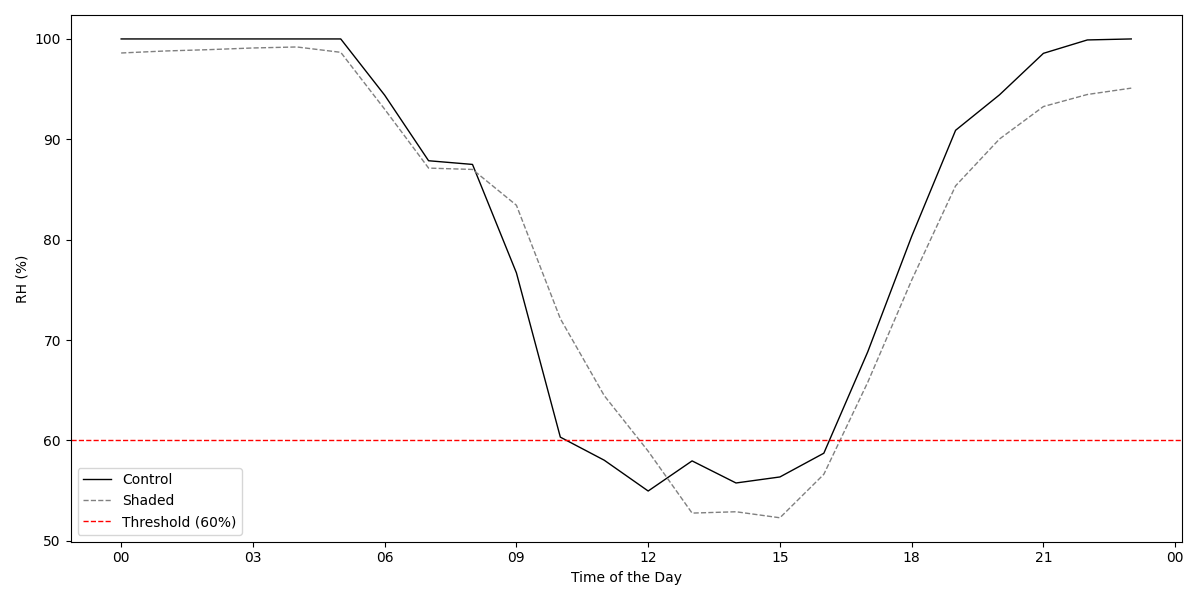 100
90
80
70
60
50
RH (%)
Control
Shaded
Threshold (60%)
00 03 06 09 12 15 18 21 00
Time of the Day